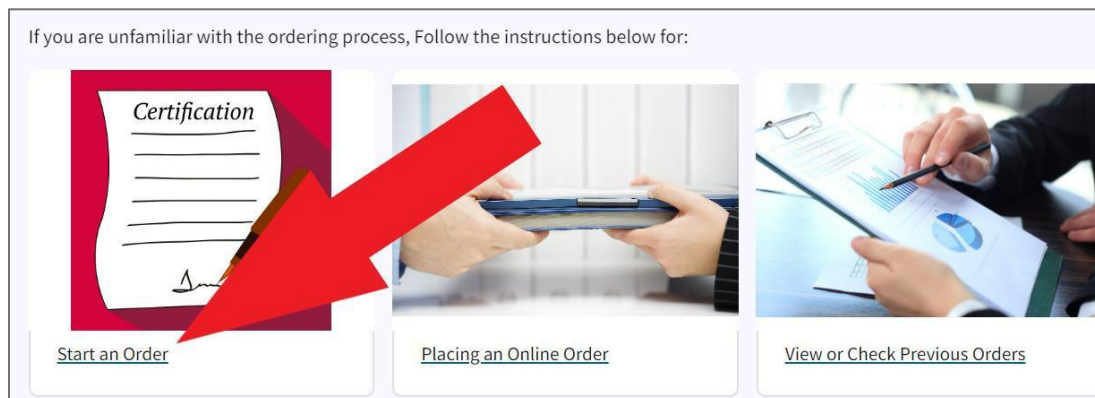 If you are unfamiliar with the ordering process, Follow the instructions below for:
Certification
Start an Order
Placing an Online Order
View or Check Previous Orders